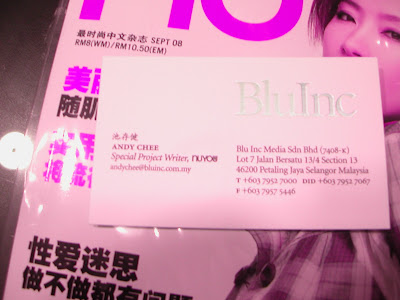 最时尚中文杂志 SEPT 08
RM8(WM)/RM10.50(EM)
随肌
BluInc
池存健
ANDY CHEE
Special Project Writer, nuyou
andychee@bluinc.com.my
Blu Inc Media Sdn Bhd (7408-K)
Lot 7 Jalan Bersatu 13/4 Section 13
46200 Petaling Jaya Selangor Malaysia
T +603 7952 7000 DID +603 7952 7067
F +603 7957 5446
性爱迷思
做不做都有问题